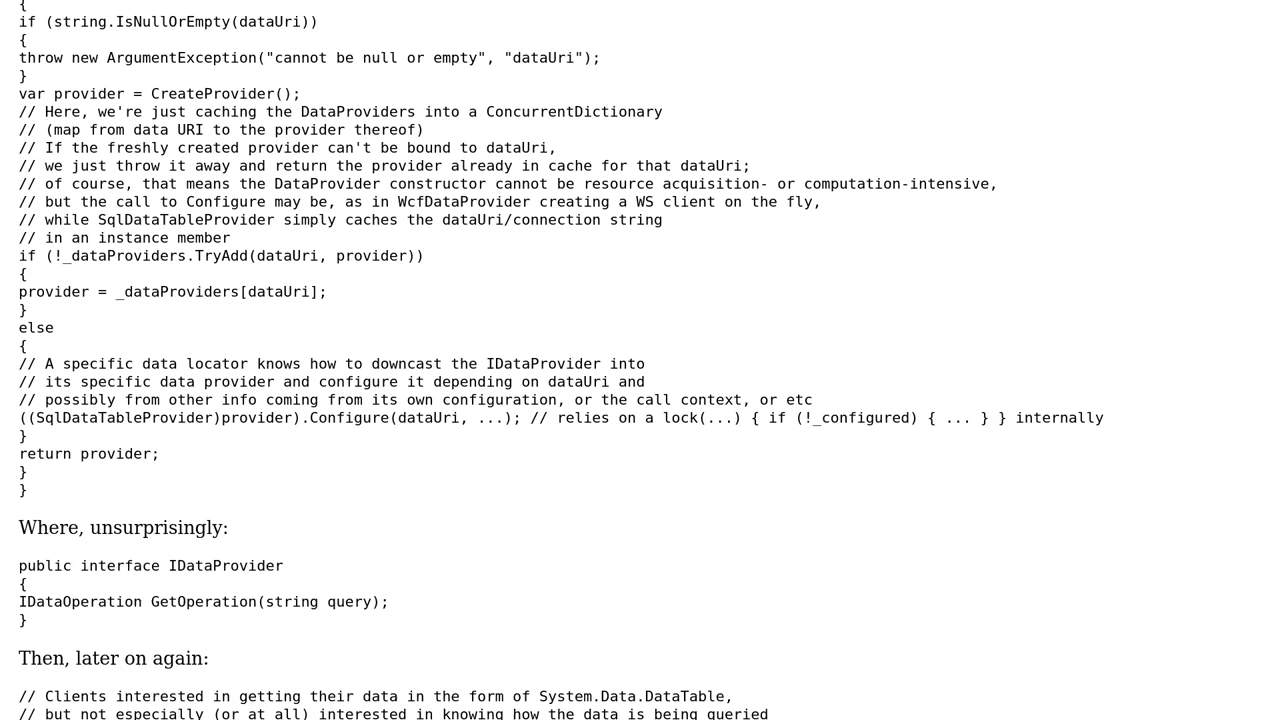 {
if (string.IsNullOrEmpty(dataUri))
{
throw new ArgumentException("cannot be null or empty", "dataUri");
}
var provider = CreateProvider();
// Here, we're just caching the DataProviders into a ConcurrentDictionary
// (map from data URI to the provider thereof)
// If the freshly created provider can't be bound to dataUri,
// we just throw it away and return the provider already in cache for that dataUri;
// of course, that means the DataProvider constructor cannot be resource acquisition- or computation-intensive,
// but the call to Configure may be, as in WcfDataProvider creating a WS client on the fly,
// while SqlDataTableProvider simply caches the dataUri/connection string
// in an instance member
if (!_dataProviders.TryAdd(dataUri, provider))
{
provider = _dataProviders[dataUri];
}
else
{
// A specific data locator knows how to downcast the IDataProvider into
// its specific data provider and configure it depending on dataUri and
// possibly from other info coming from its own configuration, or the call context, or etc
((SqlDataTableProvider)provider).Configure(dataUri, ...); // relies on a lock(...) { if (!_configured) { ... } } internally
}
return provider;
}
}
Where, unsurprisingly:
public interface IDataProvider
{
IDataOperation GetOperation(string query);
}
Then, later on again:
// Clients interested in getting their data in the form of System.Data.DataTable,
// but not especially (or at all) interested in knowing how the data is being queried